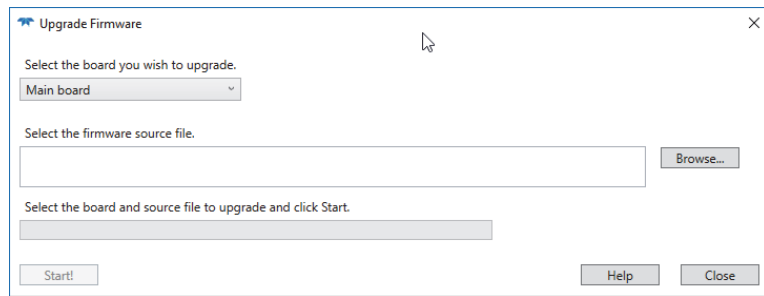 Upgrade Firmware
Select the board you wish to upgrade.
Main board
Select the firmware source file.
Browse...
Select the board and source file to upgrade and click Start.
Start!
Help
Close